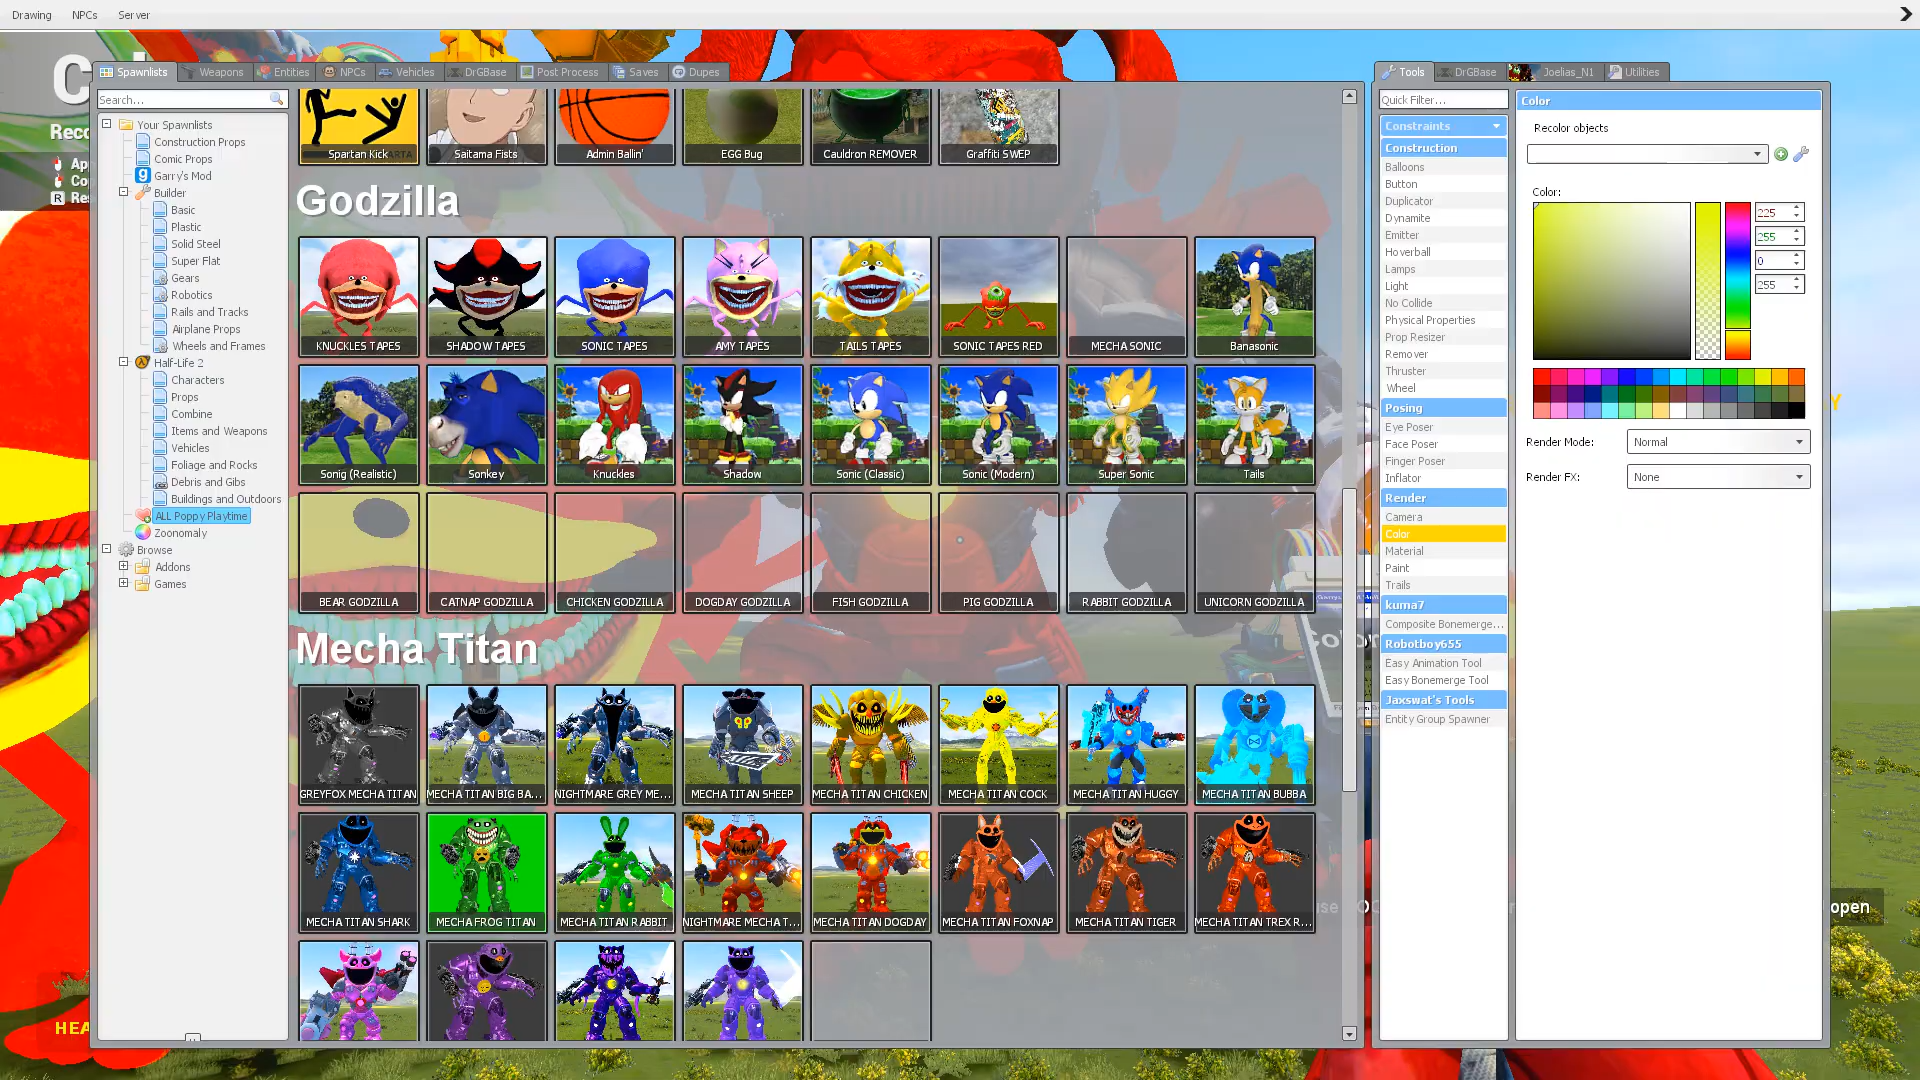 Drawing NPCs Server
Spawnlists Weapons Entities NPCs Vehicles DrGBase Post Process Saves Dupes
Tools DrGBase Joelias_N1 Utilities
Search...
Your Spawnlists
Construction Props
Comic Props
Garry's Mod
Builder
Basic
Plastic
Solid Steel
Super Flat
Gears
Robotics
Rails and Tracks
Airplane Props
Wheels and Frames
Half-Life 2
Characters
Props
Combine
Items and Weapons
Vehicles
Foliage and Rocks
Debris and Gibs
Buildings and Outdoors
ALL Poppy Playtime
Zoonomaly
Browse
Addons
Games
Spartan Kick Saitama Fists Admin Ballin' EGG Bug Cauldron REMOVER Graffiti SWEP
Godzilla
KNUCKLES TAPES SHADOW TAPES SONIC TAPES AMY TAPES TAILS TAPES SONIC TAPES RED MECHA SONIC Banasonic
Sonig (Realistic) Sonkey Knuckles Shadow Sonic (Classic) Sonic (Modern) Super Sonic Tails
BEAR GODZILLA CATNAP GODZILLA CHICKEN GODZILLA DOGDAY GODZILLA FISH GODZILLA PIG GODZILLA RABBIT GODZILLA UNICORN GODZILLA
Mecha Titan
GREYFOX MECHA TITAN MECHA TITAN BIG BA... NIGHTMARE GREY ME... MECHA TITAN SHEEP MECHA TITAN CHICKEN MECHA TITAN COCK MECHA TITAN HUGGY MECHA TITAN BUBBA
MECHA TITAN SHARK MECHA FROG TITAN MECHA TITAN RABBIT NIGHTMARE MECHA T... MECHA TITAN DOGDAY MECHA TITAN FOXNAP MECHA TITAN TIGER MECHA TITAN TREX R...
Quick Filter...
Constraints
Construction
Balloons
Button
Duplicator
Dynamite
Emitter
Hoverball
Lamps
Light
No Collide
Physical Properties
Prop Resizer
Remover
Thruster
Wheel
Posing
Eye Poser
Face Poser
Finger Poser
Inflator
Render
Camera
Color
Material
Paint
Trails
kuma7
Composite Bonemerge...
Robotboy655
Easy Animation Tool
Easy Bonemerge Tool
Jaxswat's Tools
Entity Group Spawner
Color
Recolor objects
Color:
225
255
0
255
Render Mode: Normal
Render FX: None
R
HEA
open